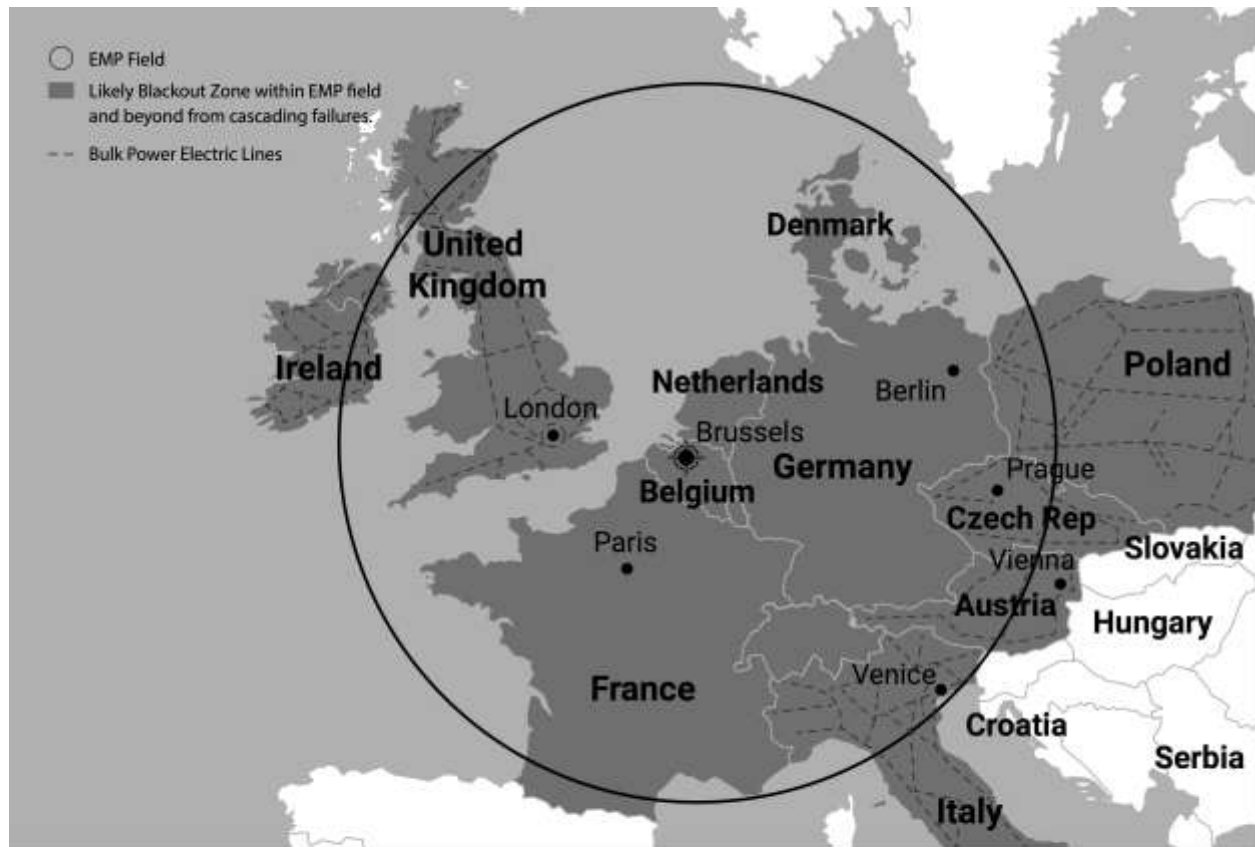 EMP Field
Likely Blackout Zone within EMP field
and beyond from cascading failures.
Bulk Power Electric Lines
Denmark
United
Kingdom
Ireland
Poland
Netherlands
Berlin
London
Brussels
Germany
Prague
Belgium
Czech Rep
Paris
Slovakia
Vienna
Austria
Hungary
Venice
France
Croatia
Serbia
Italy